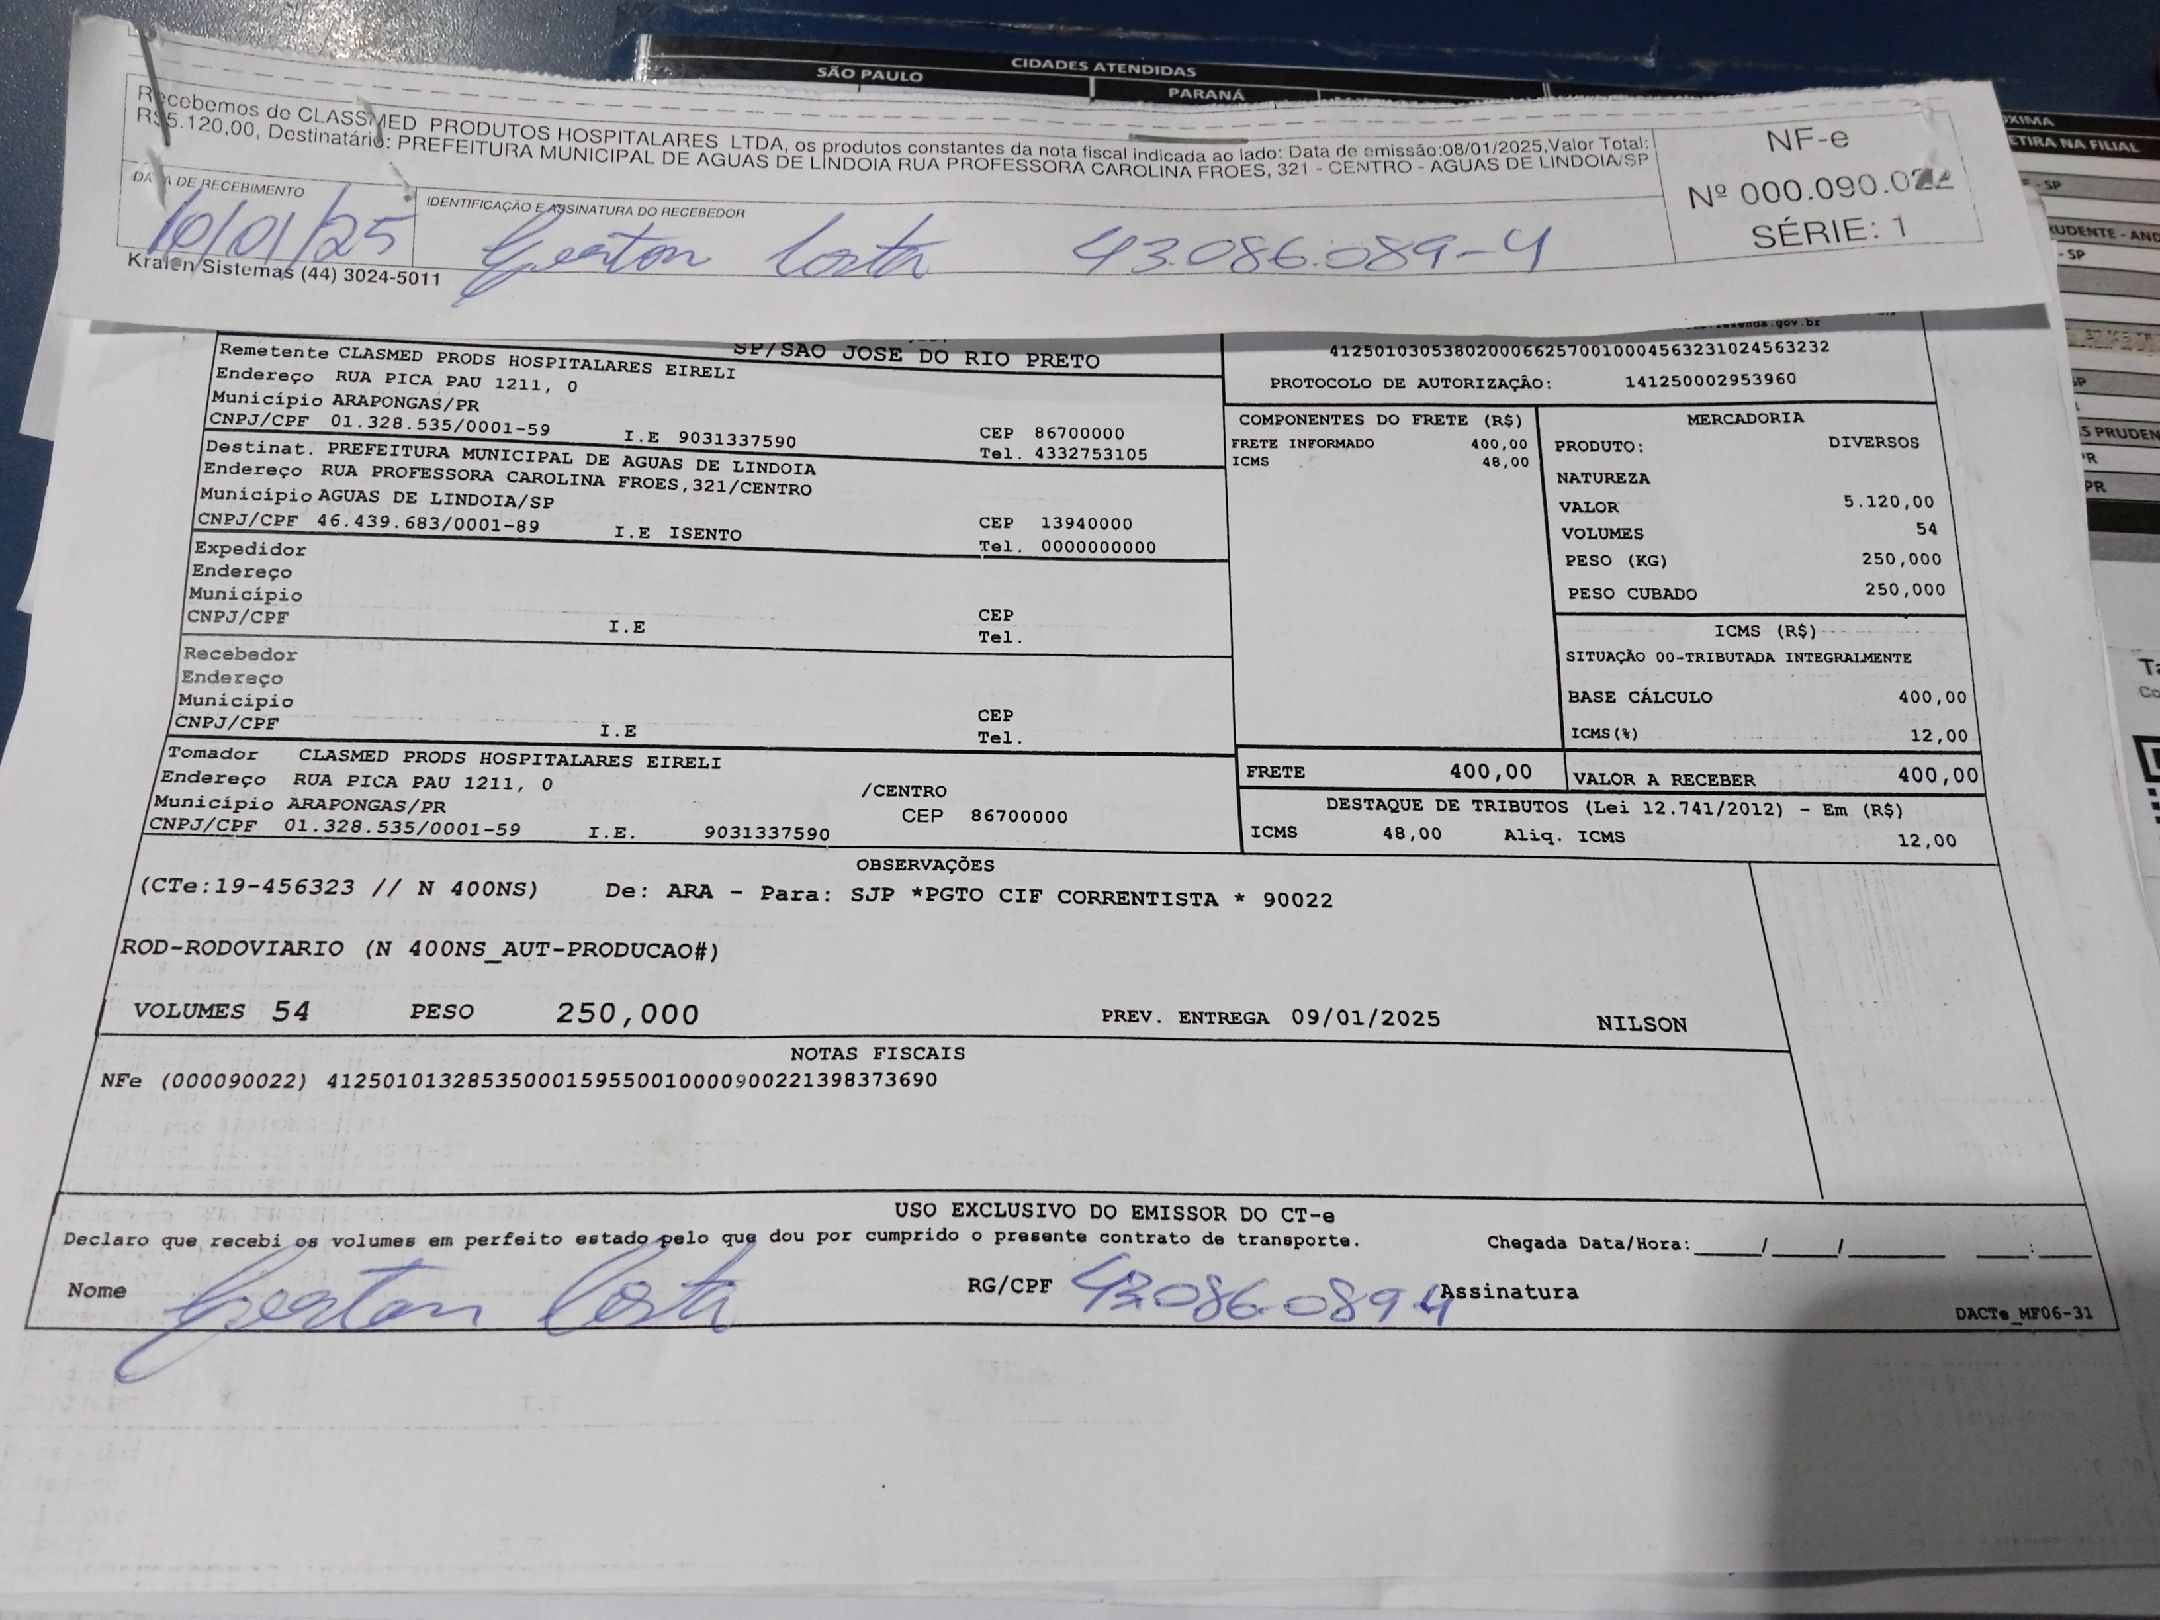 CIDADES ATENDIDAS
SÃO PAULO
PARANÁ
Recebemos de CLASSMED PRODUTOS HOSPITALARES LTDA, os produtos constantes da nota fiscal indicada ao lado: Data de emissão:08/01/2025,Valor Total:
R$5.120,00, Destinatário: PREFEITURA MUNICIPAL DE AGUAS DE LINDOIA RUA PROFESSORA CAROLINA FROES, 321 - CENTRO - AGUAS DE LINDOIA/SP
NF-e
Nº 000.090.022
SÉRIE: 1
DATA DE RECEBIMENTO
10/01/25
IDENTIFICAÇÃO E ASSINATURA DO RECEBEDOR
Costa 43.086.089-4
Kralen Sistemas (44) 3024-5011
ETIRA NA FILIAL
SP/SAO JOSE DO RIO PRETO
41250103053802000662570010004563231024563232
PROTOCOLO DE AUTORIZAÇÃO: 141250002953960
Remetente CLASMED PRODS HOSPITALARES EIRELI
Endereço RUA PICA PAU 1211, 0
Município ARAPONGAS/PR
CNPJ/CPF 01.328.535/0001-59 I.E 9031337590
CEP 86700000
Tel. 4332753105
Destinat. PREFEITURA MUNICIPAL DE AGUAS DE LINDOIA
Endereço RUA PROFESSORA CAROLINA FROES,321/CENTRO
Município AGUAS DE LINDOIA/SP
CNPJ/CPF 46.439.683/0001-89 I.E ISENTO
CEP 13940000
Tel. 0000000000
Expedidor
Endereço
Município
CNPJ/CPF I.E
CEP
Tel.
Recebedor
Endereço
Município
CNPJ/CPF I.E
CEP
Tel.
Tomador CLASMED PRODS HOSPITALARES EIRELI
Endereço RUA PICA PAU 1211, 0 /CENTRO
Município ARAPONGAS/PR CEP 86700000
CNPJ/CPF 01.328.535/0001-59 I.E. 9031337590
COMPONENTES DO FRETE (R$)
FRETE INFORMADO 400,00
ICMS 48,00
MERCADORIA
PRODUTO: DIVERSOS
NATUREZA
VALOR 5.120,00
VOLUMES 54
PESO (KG) 250,000
PESO CUBADO 250,000
ICMS (R$)
SITUAÇÃO 00-TRIBUTADA INTEGRALMENTE
BASE CÁLCULO 400,00
ICMS(%) 12,00
FRETE 400,00
VALOR A RECEBER 400,00
DESTAQUE DE TRIBUTOS (Lei 12.741/2012) - Em (R$)
ICMS 48,00 Aliq. ICMS 12,00
OBSERVAÇÕES
(CTe:19-456323 // N 400NS) De: ARA - Para: SJP *PGTO CIF CORRENTISTA * 90022
ROD-RODOVIARIO (N 400NS_AUT-PRODUCAO#)
VOLUMES 54 PESO 250,000 PREV. ENTREGA 09/01/2025 NILSON
NOTAS FISCAIS
NFe (000090022) 41250101328535000159550010000900221398373690
USO EXCLUSIVO DO EMISSOR DO CT-e
Declaro que recebi os volumes em perfeito estado pelo que dou por cumprido o presente contrato de transporte. Chegada Data/Hora:_____/_____/_____ ___:___
Nome Costa RG/CPF 43.086.089 4 Assinatura
DACTe_MF06-31